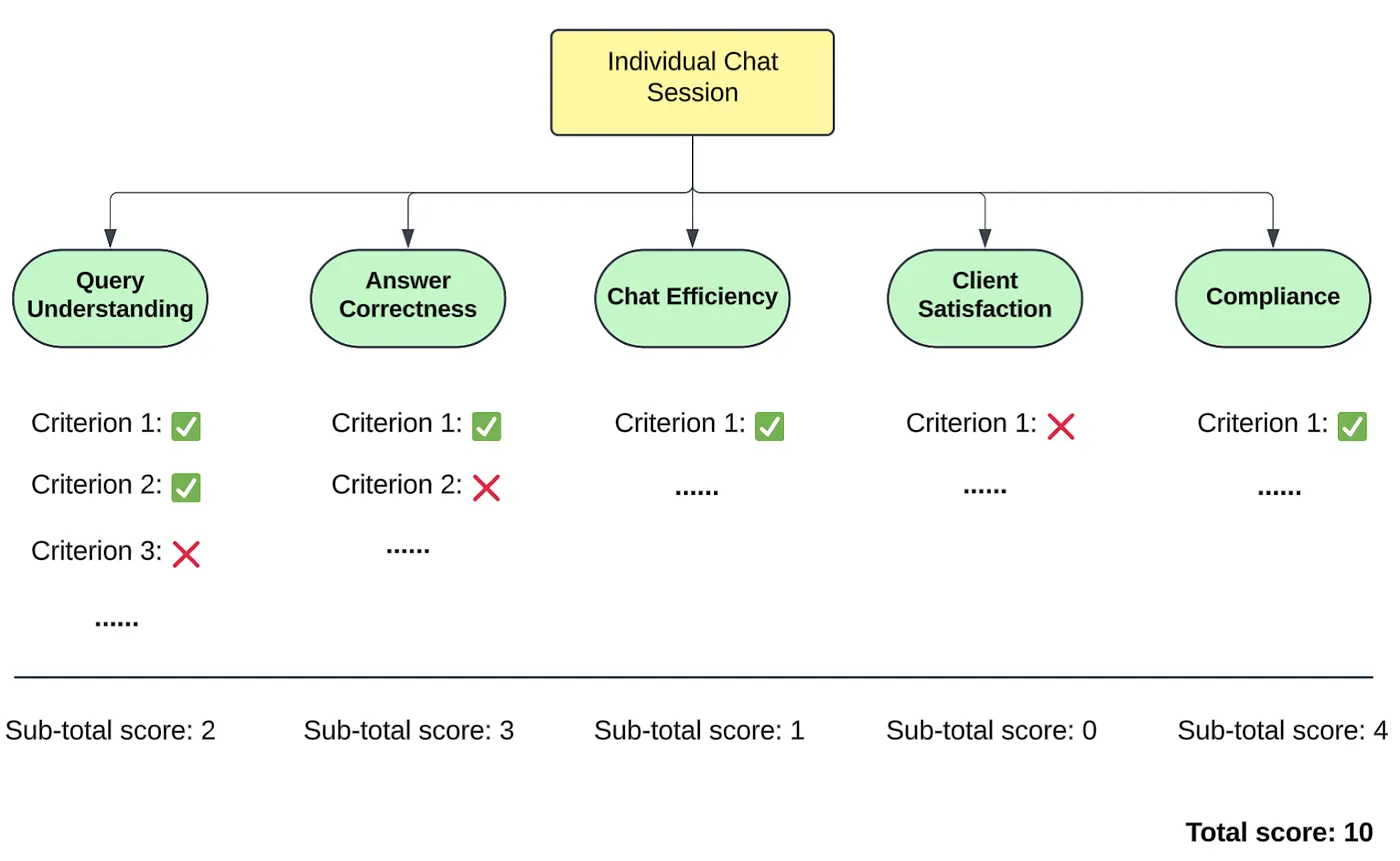 Individual Chat
Session
Query
Understanding
Answer
Correctness
Chat Efficiency
Client
Satisfaction
Compliance
Criterion 1: ✅
Criterion 1: ✅
Criterion 1: ✅
Criterion 1: ❌
Criterion 1: ✅
Criterion 2: ✅
Criterion 2: ❌
......
......
......
Criterion 3: ❌
......
......
Sub-total score: 2
Sub-total score: 3
Sub-total score: 1
Sub-total score: 0
Sub-total score: 4
Total score: 10